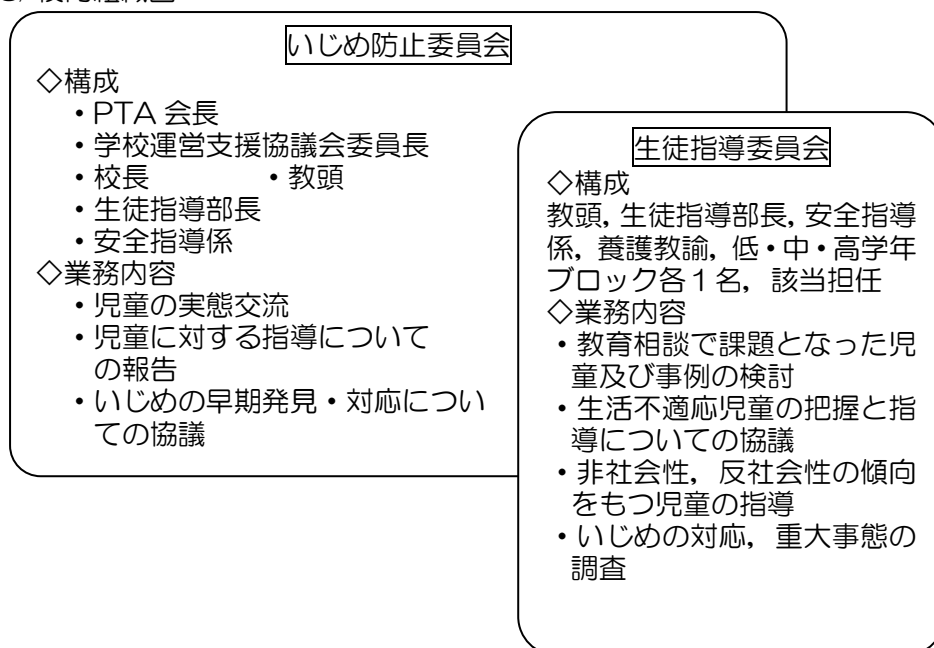 いじめ防止委員会
◇構成
・PTA 会長
・学校運営支援協議会委員長
・校長 ・教頭
・生徒指導部長
・安全指導係
◇業務内容
・児童の実態交流
・児童に対する指導について
の報告
・いじめの早期発見・対応につい
ての協議
生徒指導委員会
◇構成
教頭，生徒指導部長，安全指導
係，養護教諭，低・中・高学年
ブロック各１名，該当担任
◇業務内容
・教育相談で課題となった児
童及び事例の検討
・生活不適応児童の把握と指
導についての協議
・非社会性，反社会性の傾向
をもつ児童の指導
・いじめの対応，重大事態の
調査